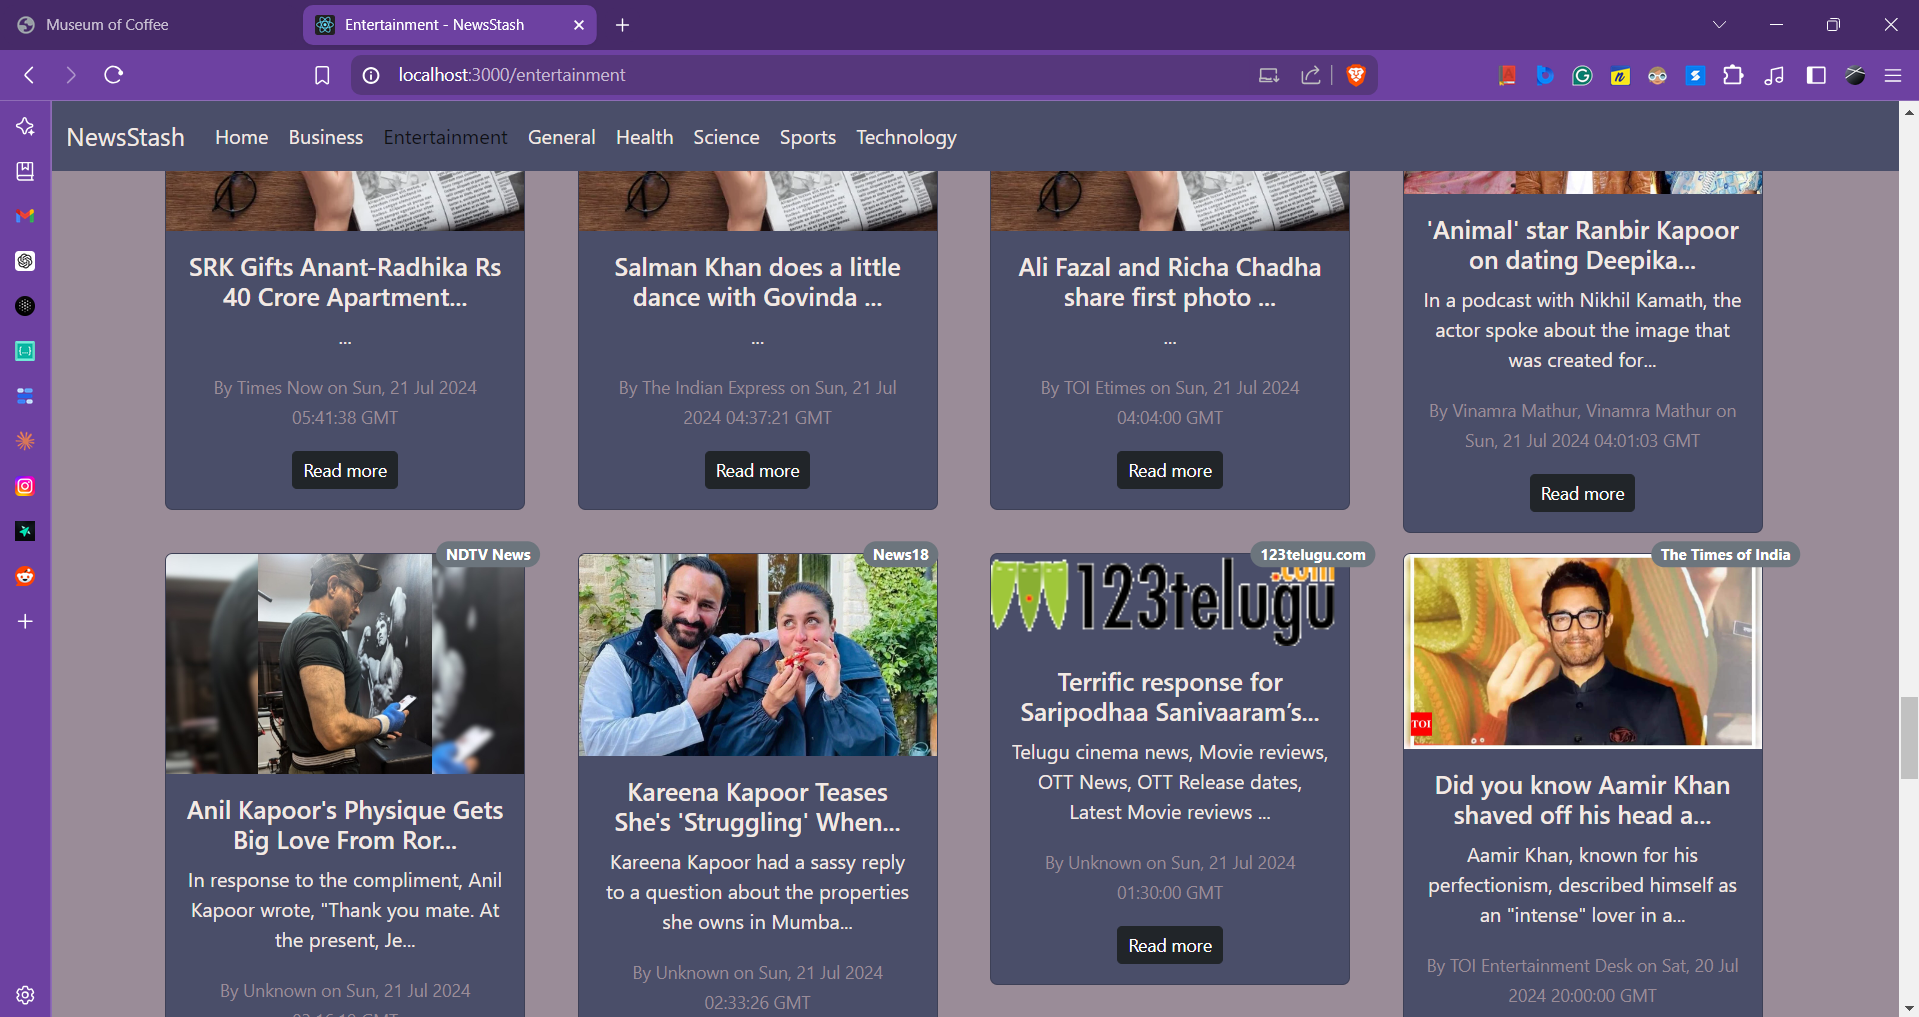 Museum of Coffee
Entertainment - NewsStash
localhost:3000/entertainment
NewsStash Home Business Entertainment General Health Science Sports Technology
SRK Gifts Anant-Radhika Rs
40 Crore Apartment...
...
By Times Now on Sun, 21 Jul 2024
05:41:38 GMT
Read more
Salman Khan does a little
dance with Govinda ...
...
By The Indian Express on Sun, 21 Jul
2024 04:37:21 GMT
Read more
Ali Fazal and Richa Chadha
share first photo ...
...
By TOI Etimes on Sun, 21 Jul 2024
04:04:00 GMT
Read more
'Animal' star Ranbir Kapoor
on dating Deepika...
In a podcast with Nikhil Kamath, the
actor spoke about the image that
was created for...
By Vinamra Mathur, Vinamra Mathur on
Sun, 21 Jul 2024 04:01:03 GMT
Read more
NDTV News
Anil Kapoor's Physique Gets
Big Love From Ror...
In response to the compliment, Anil
Kapoor wrote, "Thank you mate. At
the present, Je...
By Unknown on Sun, 21 Jul 2024
News18
Kareena Kapoor Teases
She's 'Struggling' When...
Kareena Kapoor had a sassy reply
to a question about the properties
she owns in Mumba...
By Unknown on Sun, 21 Jul 2024
02:33:26 GMT
123telugu.com
123telugu
.com
Terrific response for
Saripodhaa Sanivaaram’s...
Telugu cinema news, Movie reviews,
OTT News, OTT Release dates,
Latest Movie reviews ...
By Unknown on Sun, 21 Jul 2024
01:30:00 GMT
Read more
The Times of India
TOI
Did you know Aamir Khan
shaved off his head a...
Aamir Khan, known for his
perfectionism, described himself as
an "intense" lover in a...
By TOI Entertainment Desk on Sat, 20 Jul
2024 20:00:00 GMT